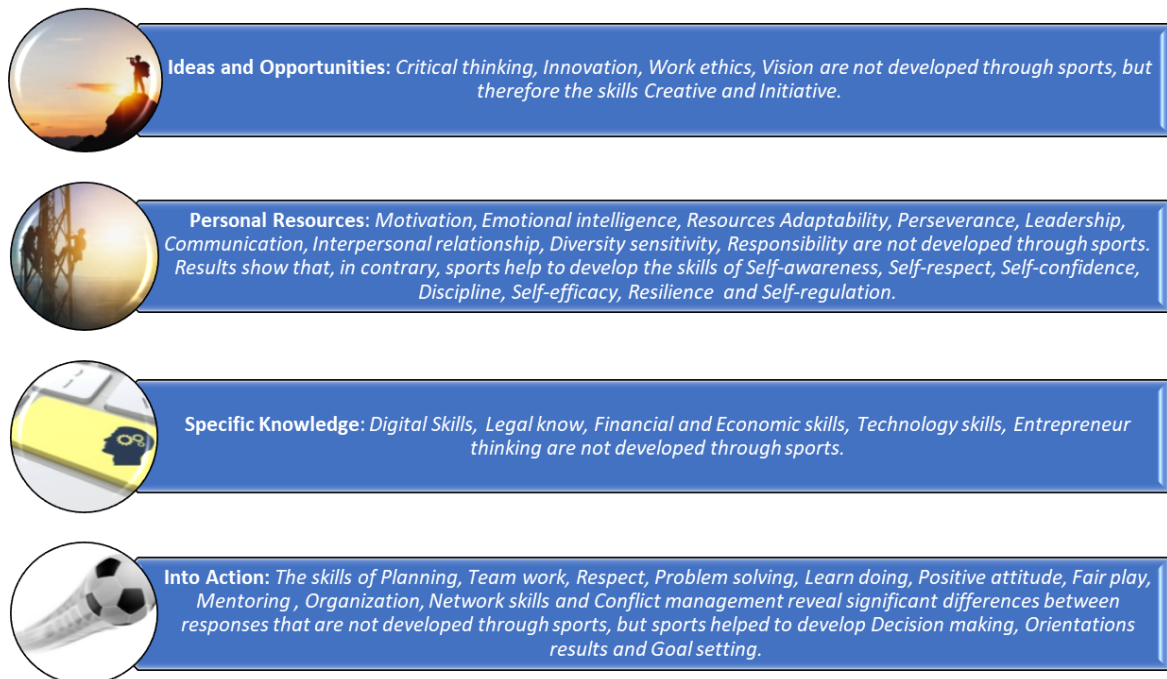 Ideas and Opportunities: Critical thinking, Innovation, Work ethics, Vision are not developed through sports, but
therefore the skills Creative and Initiative.
Personal Resources: Motivation, Emotional intelligence, Resources Adaptability, Perseverance, Leadership,
Communication, Interpersonal relationship, Diversity sensitivity, Responsibility are not developed through sports.
Results show that, in contrary, sports help to develop the skills of Self-awareness, Self-respect, Self-confidence,
Discipline, Self-efficacy, Resilience and Self-regulation.
Specific Knowledge: Digital Skills, Legal know, Financial and Economic skills, Technology skills, Entrepreneur
thinking are not developed through sports.
Into Action: The skills of Planning, Team work, Respect, Problem solving, Learn doing, Positive attitude, Fair play,
Mentoring , Organization, Network skills and Conflict management reveal significant differences between
responses that are not developed through sports, but sports helped to develop Decision making, Orientations
results and Goal setting.